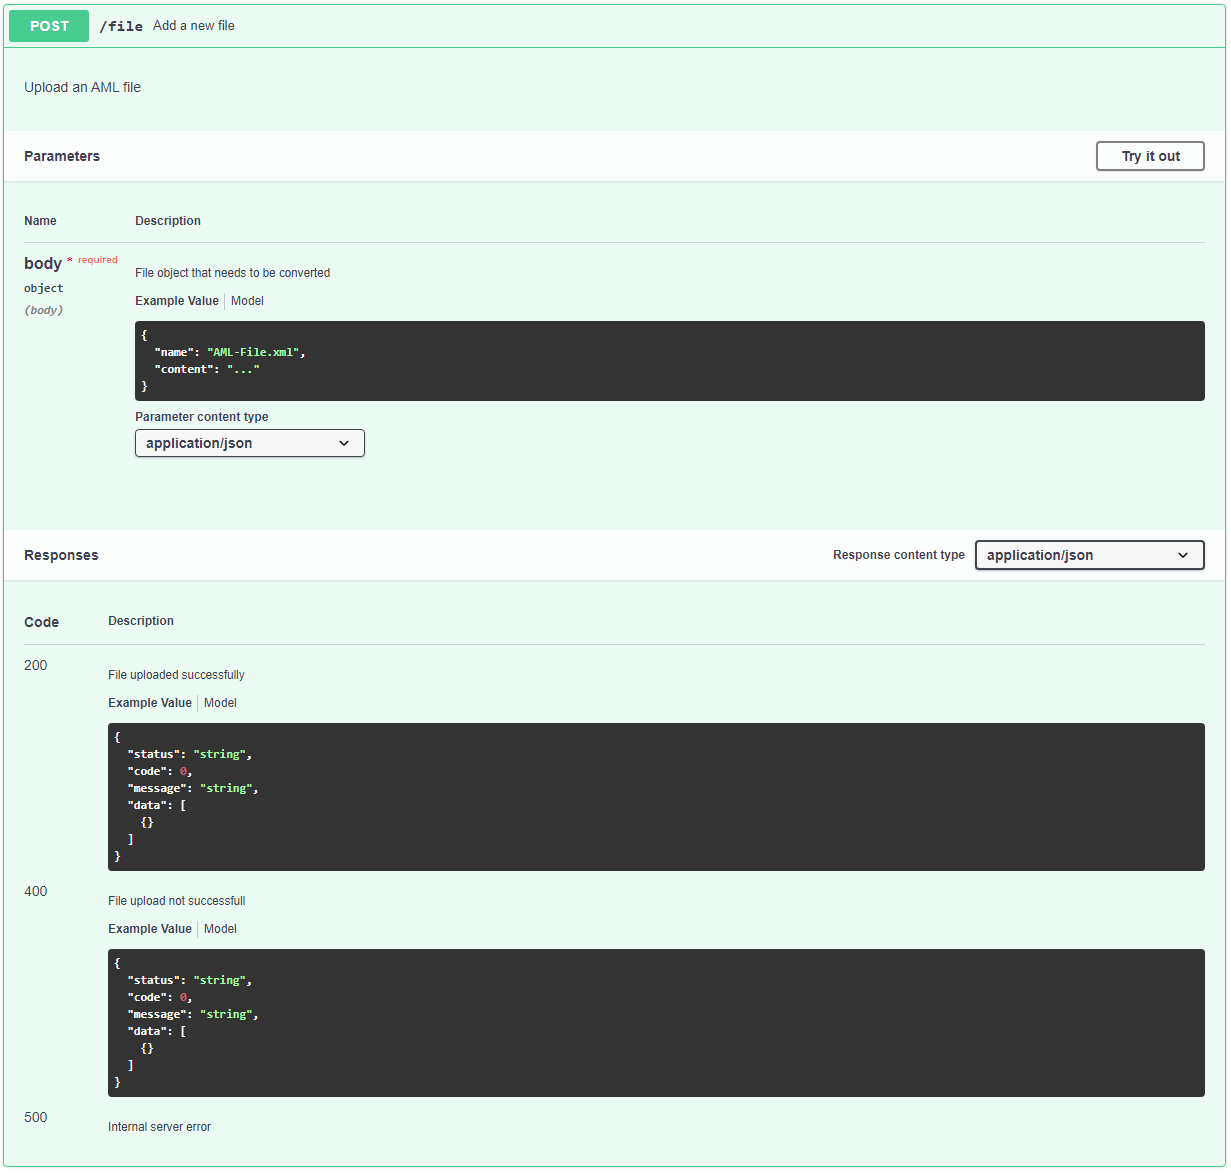 POST /file Add a new file
Upload an AML file
Parameters
Try it out
Name Description
body * required
object
(body)
File object that needs to be converted
Example Value Model
{
"name": "AML-File.xml",
"content": "..."
}
Parameter content type
application/json
Responses
Response content type application/json
Code Description
200
File uploaded successfully
Example Value Model
{
"status": "string",
"code": 0,
"message": "string",
"data": [
{}
]
}
400
File upload not successfull
Example Value Model
{
"status": "string",
"code": 0,
"message": "string",
"data": [
{}
]
}
500
Internal server error